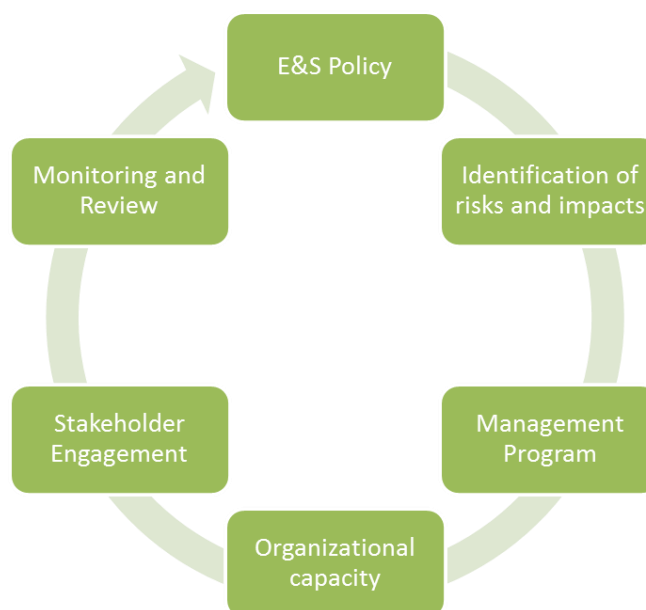 E&S Policy
Identification of
risks and impacts
Management
Program
Organizational
capacity
Stakeholder
Engagement
Monitoring and
Review